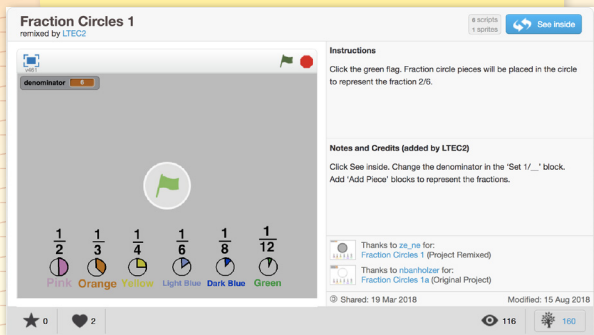 Fraction Circles 1
remixed by LTEC2
8 scripts
1 sprites
See inside
v461
denominator 6
1/2 1/3 1/4 1/6 1/8 1/12
Pink Orange Yellow Light Blue Dark Blue Green
Instructions
Click the green flag. Fraction circle pieces will be placed in the circle
to represent the fraction 2/6.
Notes and Credits (added by LTEC2)
Click See inside. Change the denominator in the 'Set 1/__' block.
Add 'Add Piece' blocks to represent the fractions.
Thanks to ze_ne for:
Fraction Circles 1 (Project Remixed)
Thanks to nbanholzer for:
Fraction Circles 1a (Original Project)
Shared: 19 Mar 2018 Modified: 15 Aug 2018
0 2 116 160